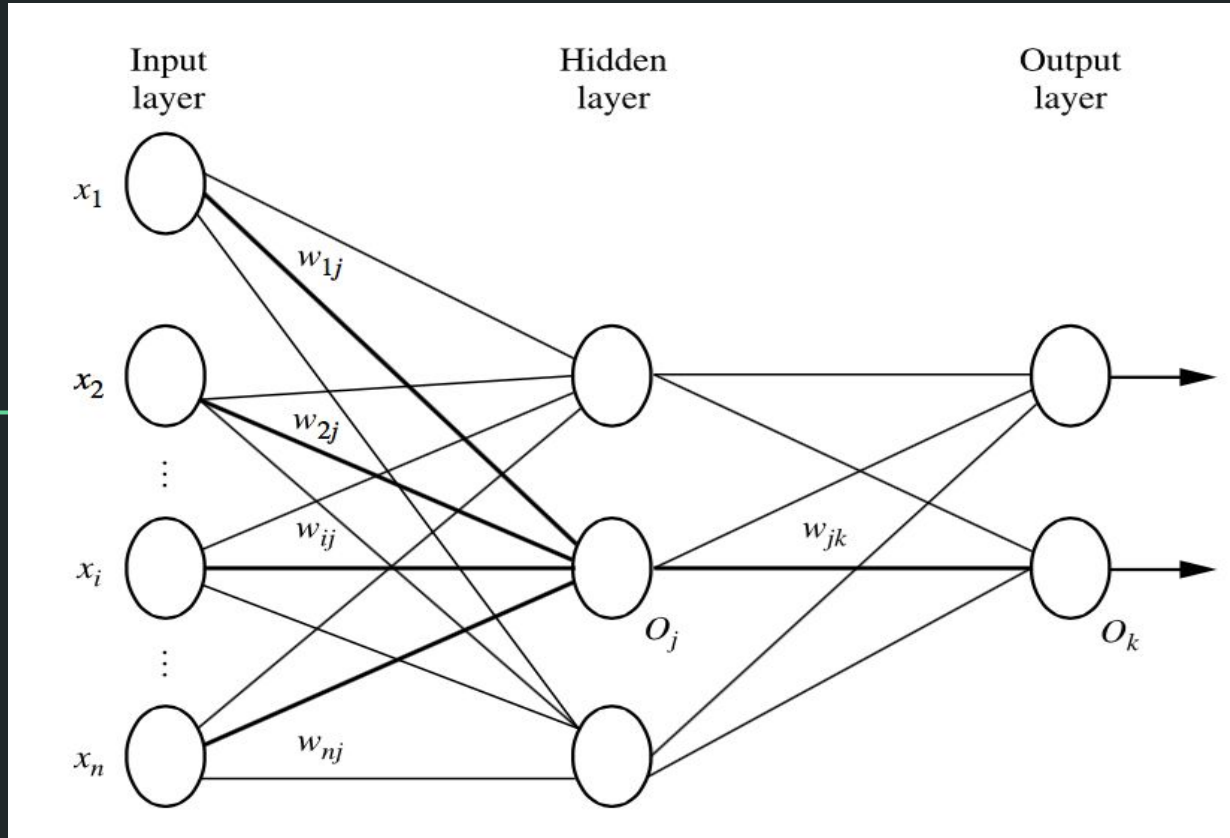 Input
layer
Hidden
layer
Output
layer
x1
w1j
x2
w2j
⋮
wij
wjk
xi
Oj
Ok
⋮
wnj
xn